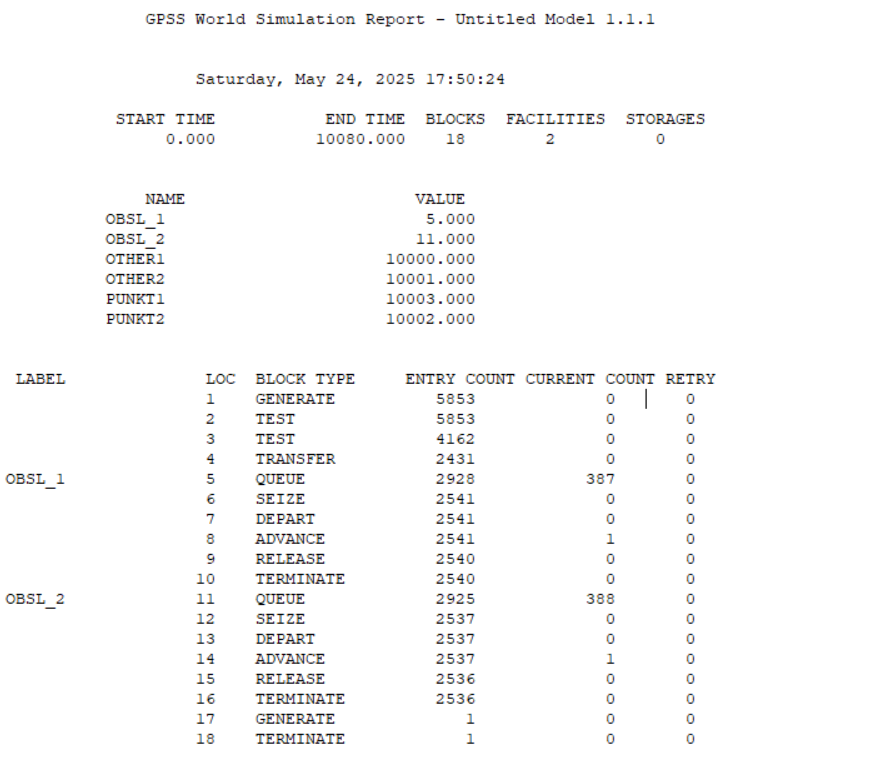 GPSS World Simulation Report - Untitled Model 1.1.1
Saturday, May 24, 2025 17:50:24
START TIME END TIME BLOCKS FACILITIES STORAGES
0.000 10080.000 18 2 0
NAME VALUE
OBSL_1 5.000
OBSL_2 11.000
OTHER1 10000.000
OTHER2 10001.000
PUNKT1 10003.000
PUNKT2 10002.000
LABEL LOC BLOCK TYPE ENTRY COUNT CURRENT COUNT RETRY
1 GENERATE 5853 0 0
2 TEST 5853 0 0
3 TEST 4162 0 0
4 TRANSFER 2431 0 0
OBSL_1 5 QUEUE 2928 387 0
6 SEIZE 2541 0 0
7 DEPART 2541 0 0
8 ADVANCE 2541 1 0
9 RELEASE 2540 0 0
10 TERMINATE 2540 0 0
OBSL_2 11 QUEUE 2925 388 0
12 SEIZE 2537 0 0
13 DEPART 2537 0 0
14 ADVANCE 2537 1 0
15 RELEASE 2536 0 0
16 TERMINATE 2536 0 0
17 GENERATE 1 0 0
18 TERMINATE 1 0 0